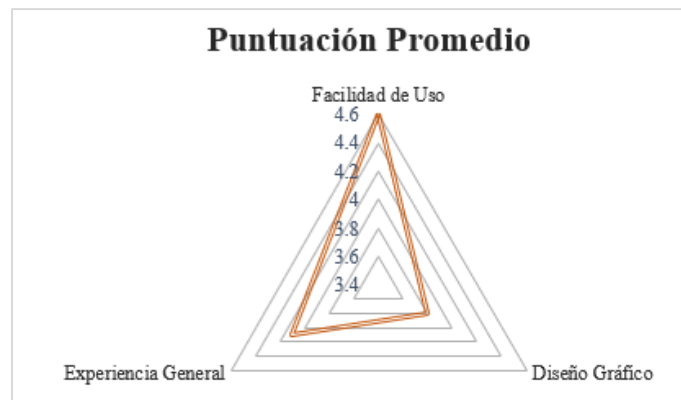 Puntuación Promedio
Facilidad de Uso
4.6
4.4
4.2
4
3.8
3.6
3.4
Experiencia General
Diseño Gráfico